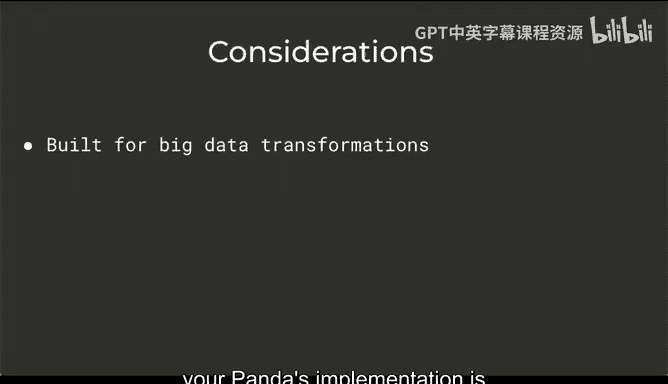 GPT中英字幕课程资源 bilibili
Considerations
● Built for big data transformations
your Panda's implementation is